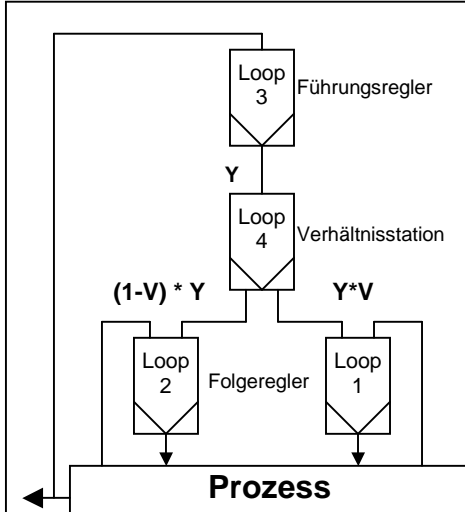 Loop
3
Führungsregler
Y
Loop
4
Verhältnisstation
(1-V) * Y
Y*V
Loop
2
Folgeregler
Loop
1
Prozess